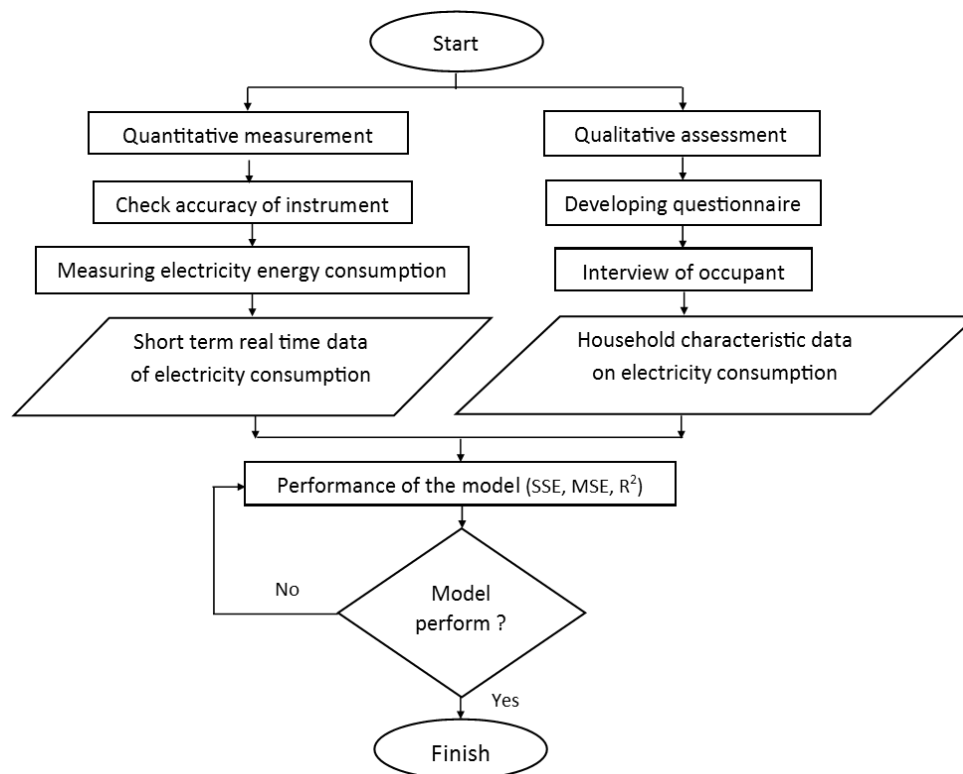 Start
Quantitative measurement
Qualitative assessment
Check accuracy of instrument
Developing questionnaire
Measuring electricity energy consumption
Interview of occupant
Short term real time data
of electricity consumption
Household characteristic data
on electricity consumption
Performance of the model (SSE, MSE, R²)
No
Model
perform ?
Yes
Finish